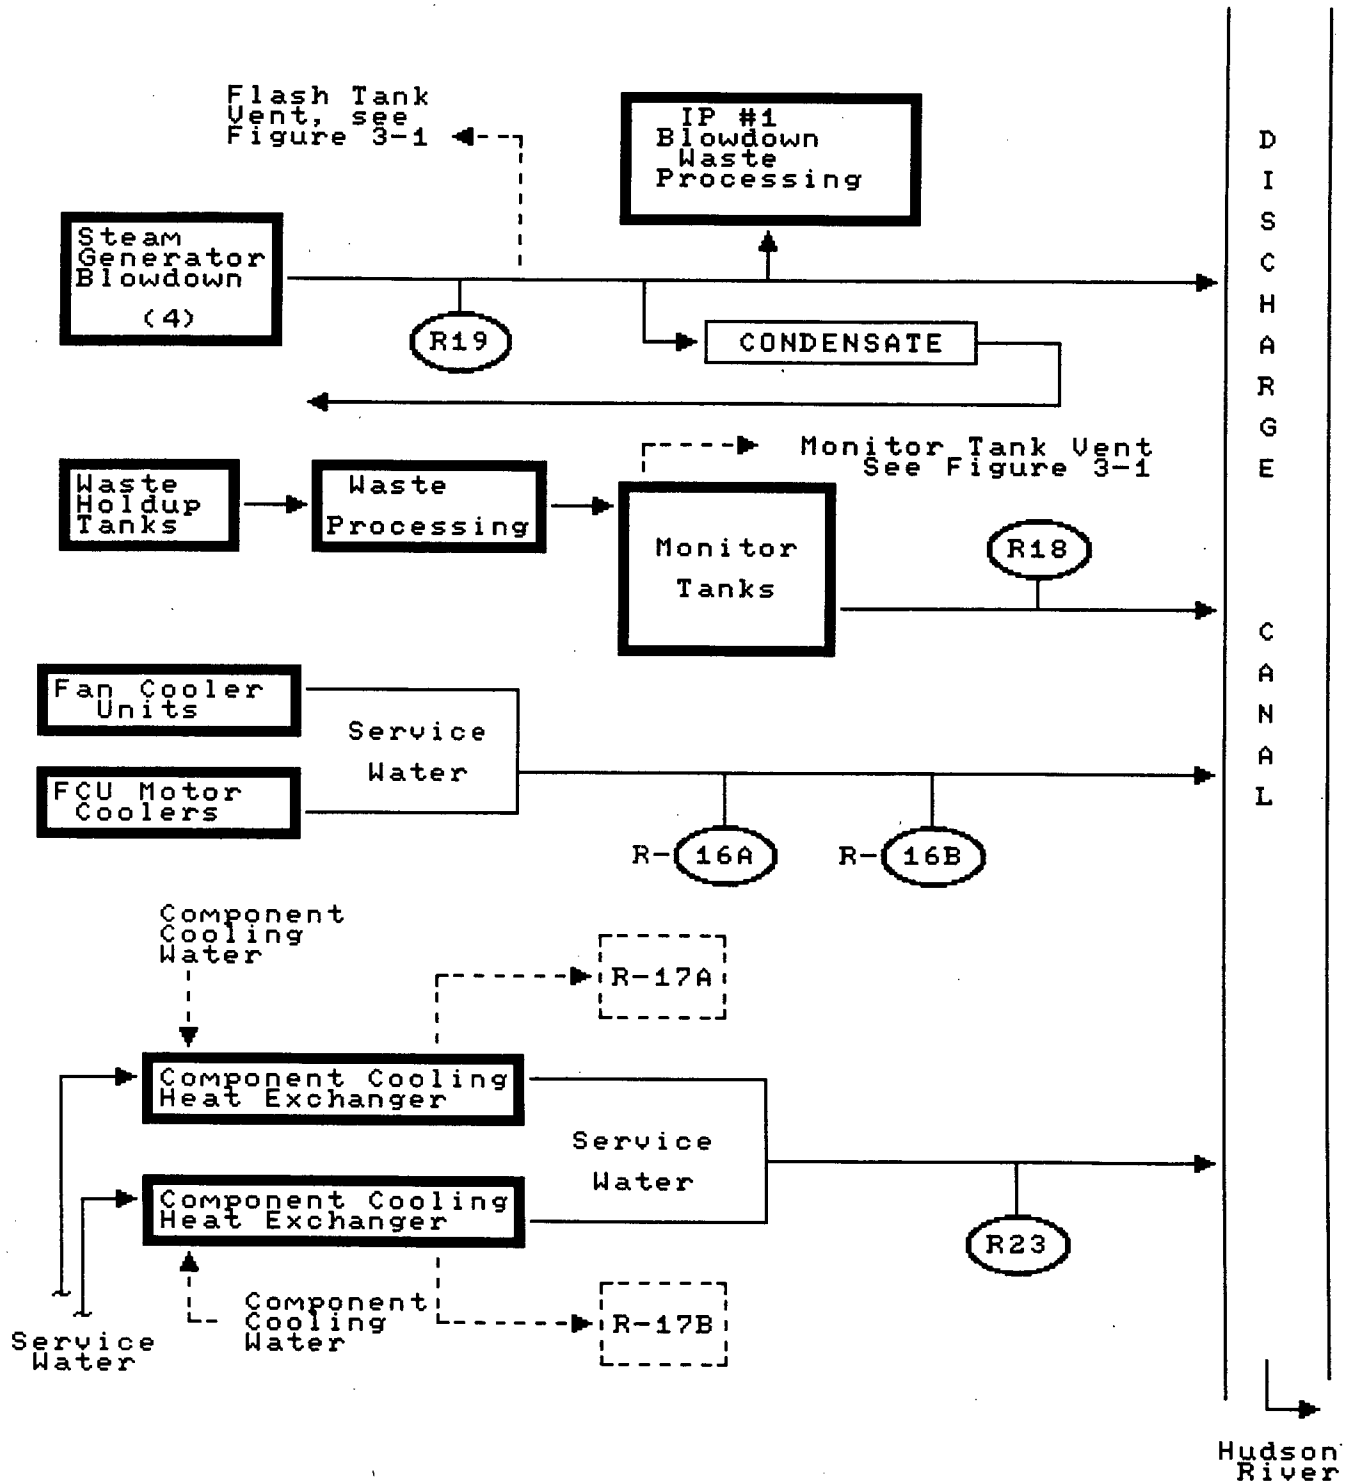 Flash Tank
Vent, see
Figure 3-1
IP #1
Blowdown
Waste
Processing
Steam
Generator
Blowdown
(4)
R19
CONDENSATE
Monitor Tank Vent
See Figure 3-1
Waste
Holdup
Tanks
Waste
Processing
Monitor
Tanks
R18
Fan Cooler
Units
Service
Water
FCU Motor
Coolers
R-16A
R-16B
Component
Cooling
Water
R-17A
Component Cooling
Heat Exchanger
Service
Water
Component Cooling
Heat Exchanger
R23
Component
Cooling
Water
R-17B
Service
Water
DISCHARGE CANAL
Hudson
River